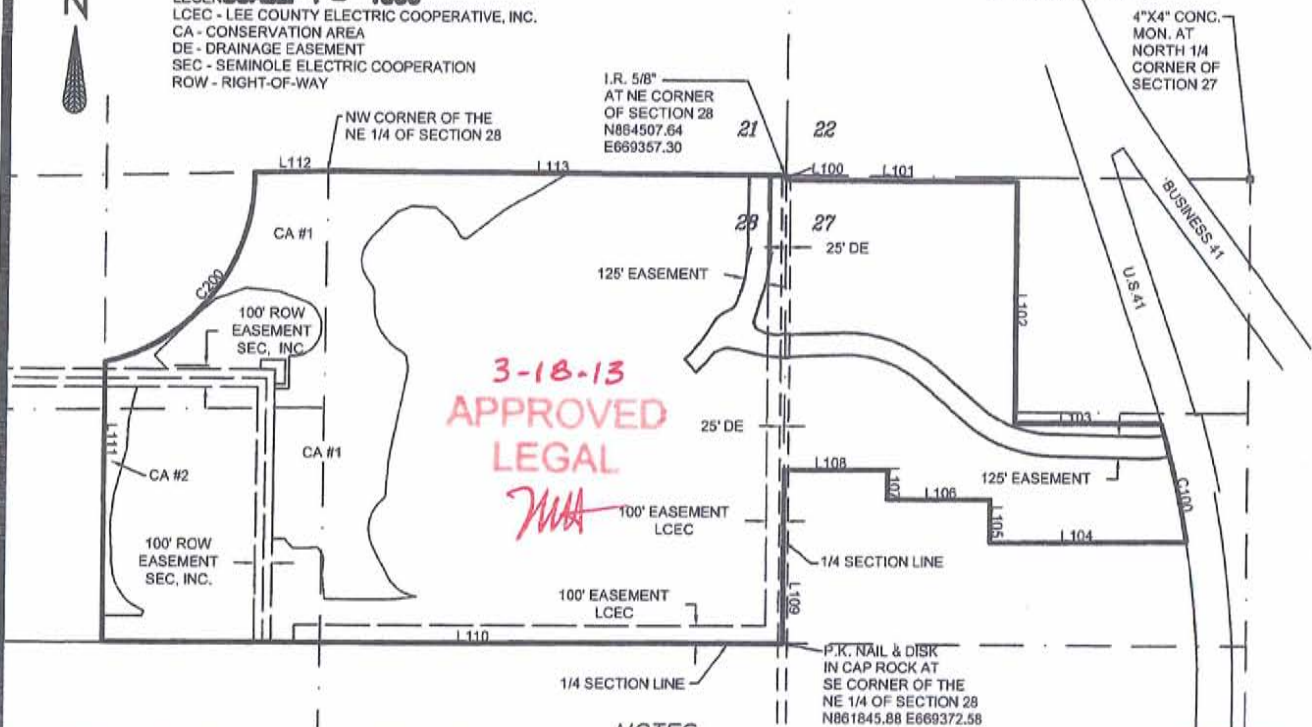 N
LCEC - LEE COUNTY ELECTRIC COOPERATIVE, INC.
CA - CONSERVATION AREA
DE - DRAINAGE EASEMENT
SEC - SEMINOLE ELECTRIC COOPERATION
ROW - RIGHT-OF-WAY
4"X4" CONC.
MON. AT
NORTH 1/4
CORNER OF
SECTION 27
I.R. 5/8"
AT NE CORNER
OF SECTION 28
N864507.64
E669357.30
NW CORNER OF THE
NE 1/4 OF SECTION 28
21
22
L112
L113
L100
L101
BUSINESS 41
CA #1
28
27
25' DE
125' EASEMENT
U.S.41
C200
L102
100' ROW
EASEMENT
SEC, INC.
3-18-13
APPROVED
LEGAL
L103
25' DE
L111
CA #2
CA #1
L108
L107
L106
125' EASEMENT
C100
100' EASEMENT
LCEC
L105
L104
100' ROW
EASEMENT
SEC, INC.
1/4 SECTION LINE
100' EASEMENT
LCEC
L109
L110
P.K. NAIL & DISK
IN CAP ROCK AT
SE CORNER OF THE
NE 1/4 OF SECTION 28
N861845.88 E669372.58
1/4 SECTION LINE